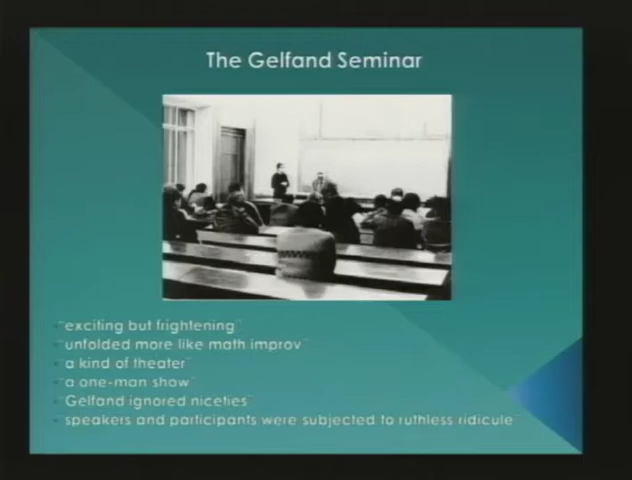 The Gelfand Seminar
"exciting but frightening"
"unfolded more like math improv"
"a kind of theater"
"a one-man show"
"Gelfand ignored niceties"
"speakers and participants were subjected to ruthless ridicule"